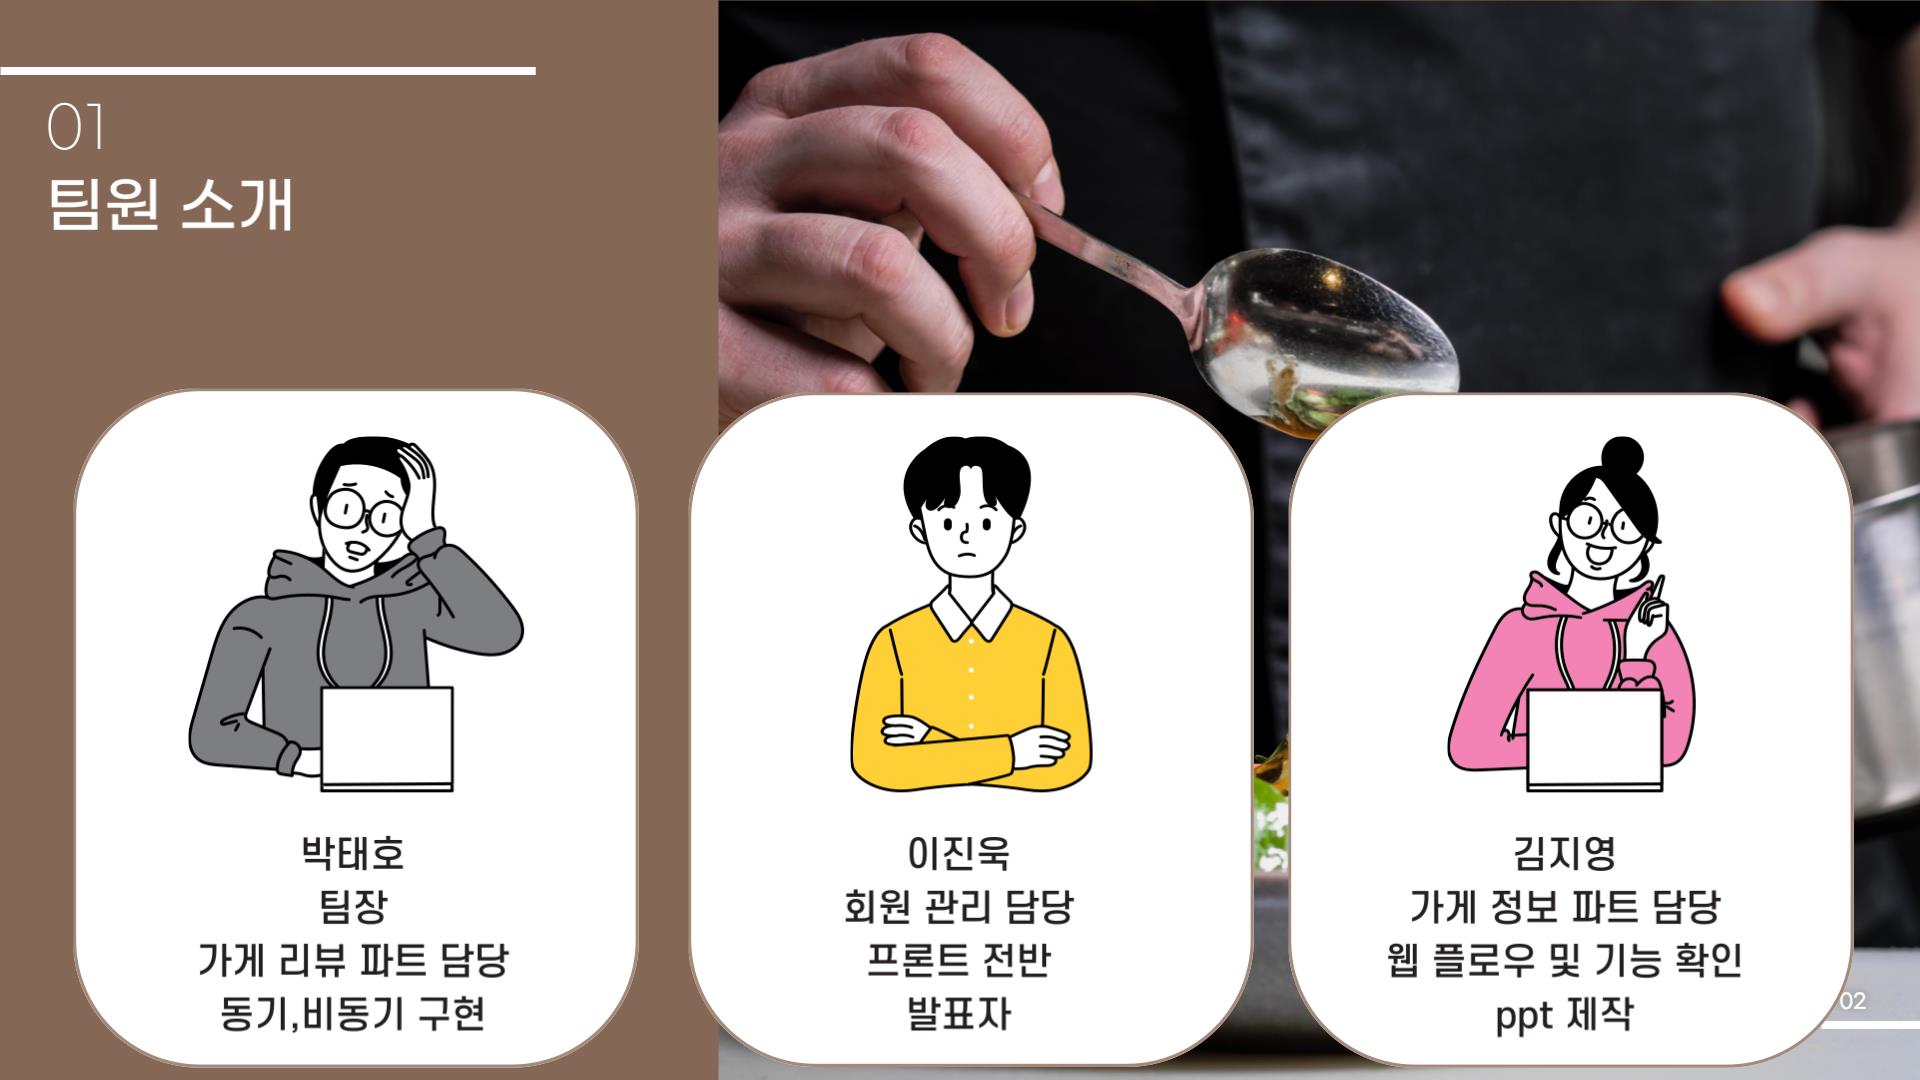 01
팀원 소개
박태호
팀장
가게 리뷰 파트 담당
동기,비동기 구현
이진욱
회원 관리 담당
프론트 전반
발표자
김지영
가게 정보 파트 담당
웹 플로우 및 기능 확인
ppt 제작
02